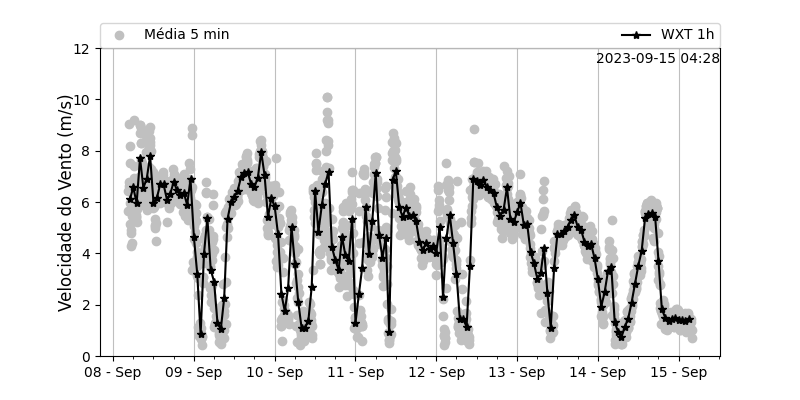 Média 5 min
WXT 1h
2023-09-15 04:28
Velocidade do Vento (m/s)
12
10
8
6
4
2
0
08 - Sep
09 - Sep
10 - Sep
11 - Sep
12 - Sep
13 - Sep
14 - Sep
15 - Sep